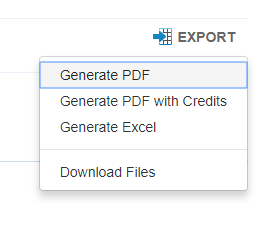 EXPORT
Generate PDF
Generate PDF with Credits
Generate Excel
Download Files